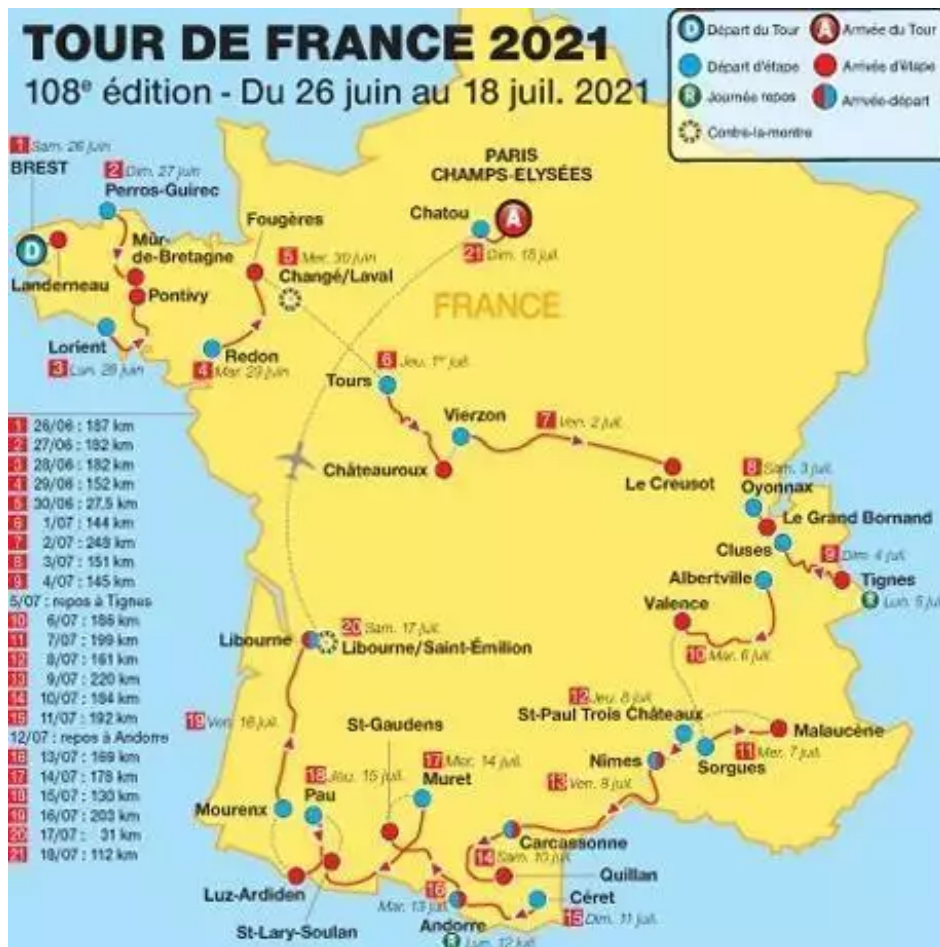 TOUR DE FRANCE 2021
108e édition - Du 26 juin au 18 juil. 2021
D Départ du Tour
A Arrivée du Tour
Départ d'étape
Arrivée d'étape
R Journée repos
Arrivée-départ
Contre-la-montre
1 Sam. 26 juin
BREST
2 Dim. 27 juin
Perros-Guirec
D
Landerneau
Mûr-
de-Bretagne
Pontivy
Lorient
3 Lun. 28 juin
Fougères
Redon
4 Mar. 29 juin
5 Mer. 30 juin
Changé/Laval
PARIS
CHAMPS-ELYSÉES
Chatou
A
21 Dim. 18 juil.
FRANCE
6 Jeu. 1er juil.
Tours
Châteauroux
Vierzon
7 Ven. 2 juil.
Le Creusot
8 Sam. 3 juil.
Oyonnax
Le Grand Bornand
Cluses
9 Dim. 4 juil.
Tignes
R Lun. 5 juil.
Albertville
Valence
10 Mar. 6 juil.
1 26/06 : 187 km
2 27/06 : 182 km
3 28/06 : 182 km
4 29/06 : 152 km
5 30/06 : 27,5 km
6 1/07 : 144 km
7 2/07 : 248 km
8 3/07 : 151 km
9 4/07 : 145 km
5/07 : repos à Tignes
10 6/07 : 186 km
11 7/07 : 199 km
12 8/07 : 161 km
13 9/07 : 220 km
14 10/07 : 184 km
15 11/07 : 192 km
12/07 : repos à Andorre
16 13/07 : 169 km
17 14/07 : 178 km
18 15/07 : 130 km
19 16/07 : 203 km
20 17/07 : 31 km
21 18/07 : 112 km
Libourne
20 Sam. 17 juil.
Libourne/Saint-Émilion
19 Ven. 16 juil.
12 Jeu. 8 juil.
St-Paul Trois Châteaux
Malaucène
11 Mer. 7 juil.
Sorgues
Nîmes
13 Ven. 9 juil.
St-Gaudens
17 Mer. 14 juil.
Muret
18 Jeu. 15 juil.
Pau
Mourenx
Luz-Ardiden
St-Lary-Soulan
Carcassonne
14 Sam. 10 juil.
Quillan
16
Mar. 13 juil.
Andorre
R Lun. 12 juil.
Céret
15 Dim. 11 juil.